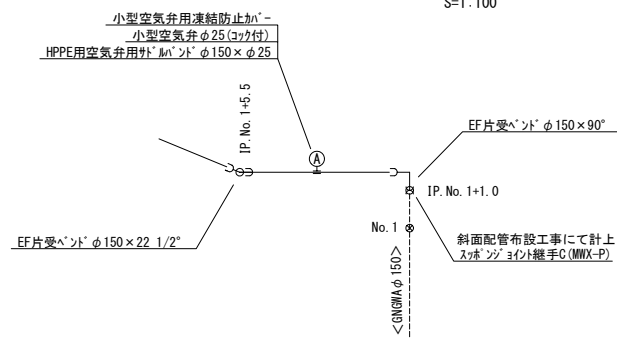 S=1:100
小型空気弁用凍結防止ｶﾊﾞｰ
小型空気弁φ25(ｺｯｸ付)
HPPE用空気弁用ｻﾄﾞﾙﾊﾞﾝﾄﾞφ150×φ25
IP.No.1+5.5
EF片受ﾍﾞﾝﾄﾞφ150×90°
A
IP.No.1+1.0
No.1
EF片受ﾍﾞﾝﾄﾞφ150×22 1/2°
斜面配管布設工事にて計上
ｽｯﾎﾟﾝｼﾞｮｲﾝﾄ継手C(MWX-P)
<GNGWAφ150>